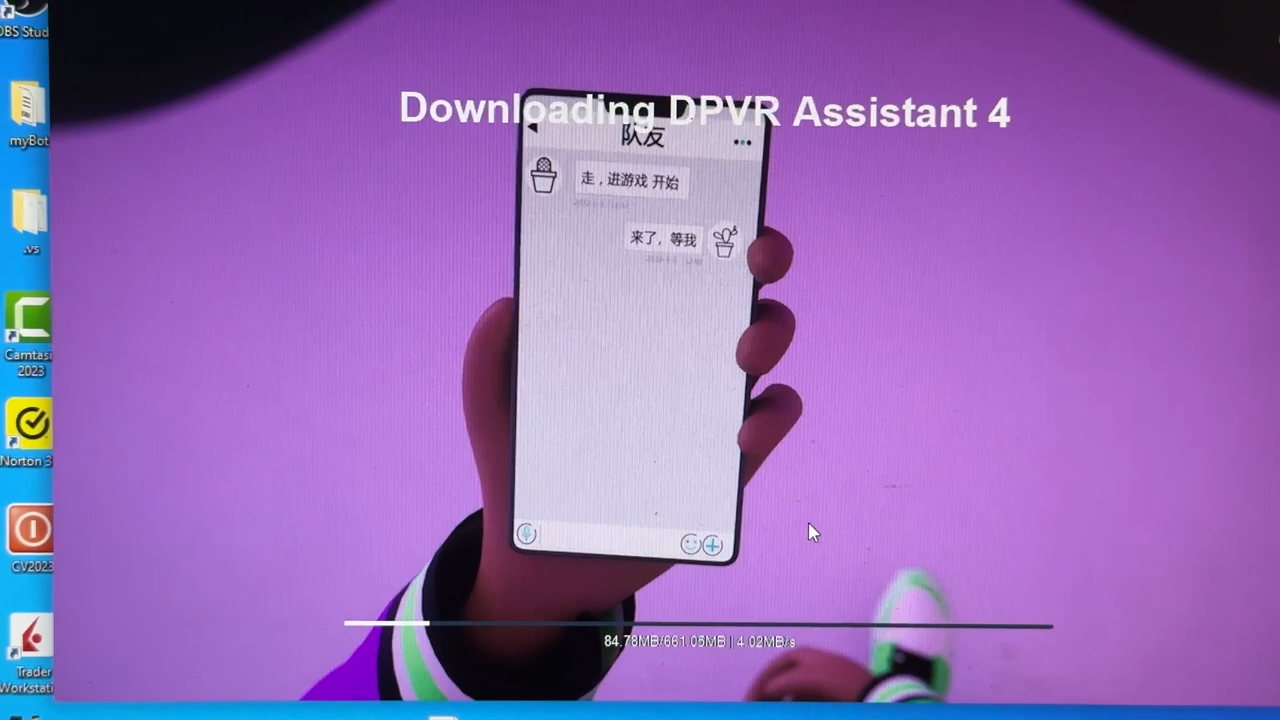 OBS Stud
myBot
.vs
Camtasi
2023
Norton 3
CV2023
Trader
Workstati
Downloading DPVR Assistant 4
队友
走，进游戏 开始
来了，等我
84.78MB/661.05MB | 4.02MB/s